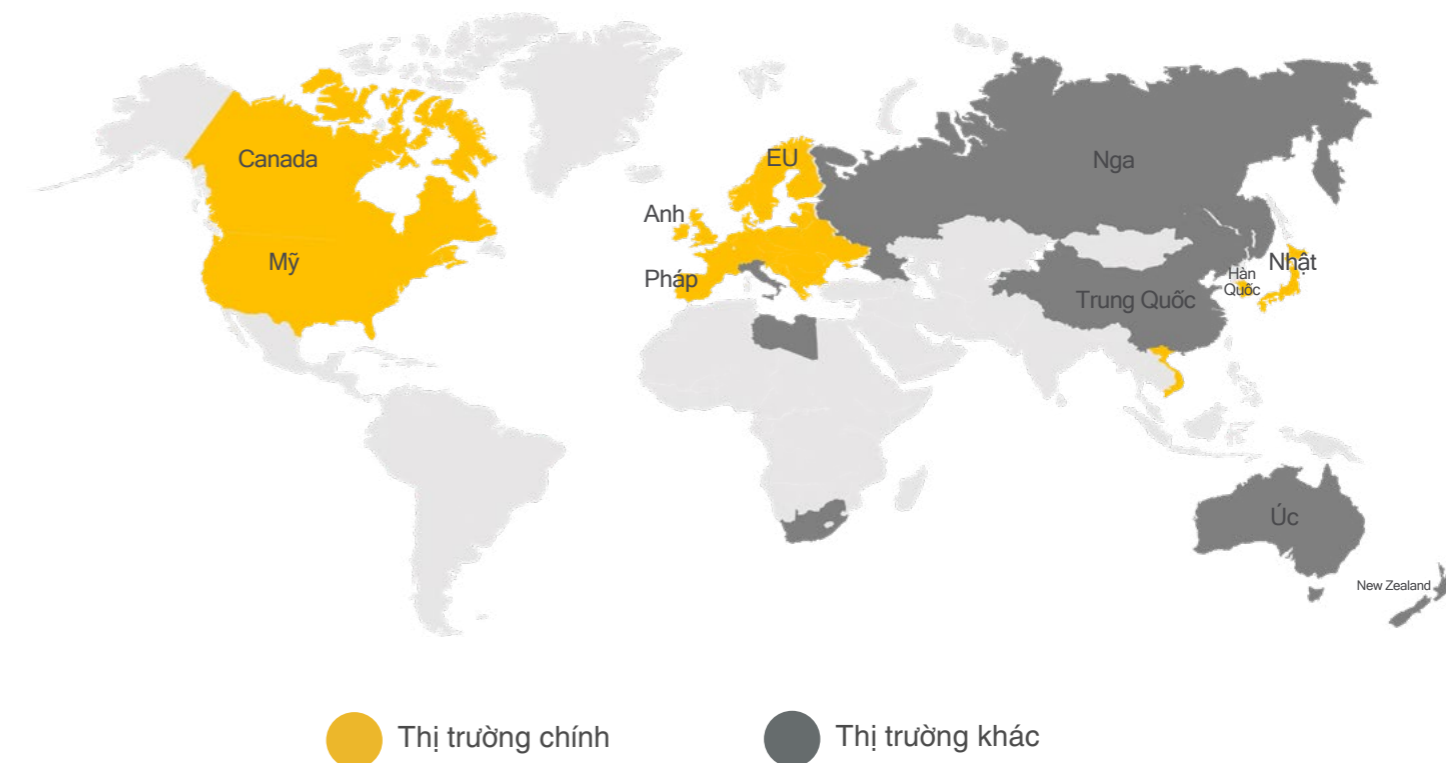 Canada
EU
Nga
Anh
Mỹ
Pháp
Hàn
Quốc
Nhật
Trung Quốc
Úc
New Zealand
Thị trường chính
Thị trường khác